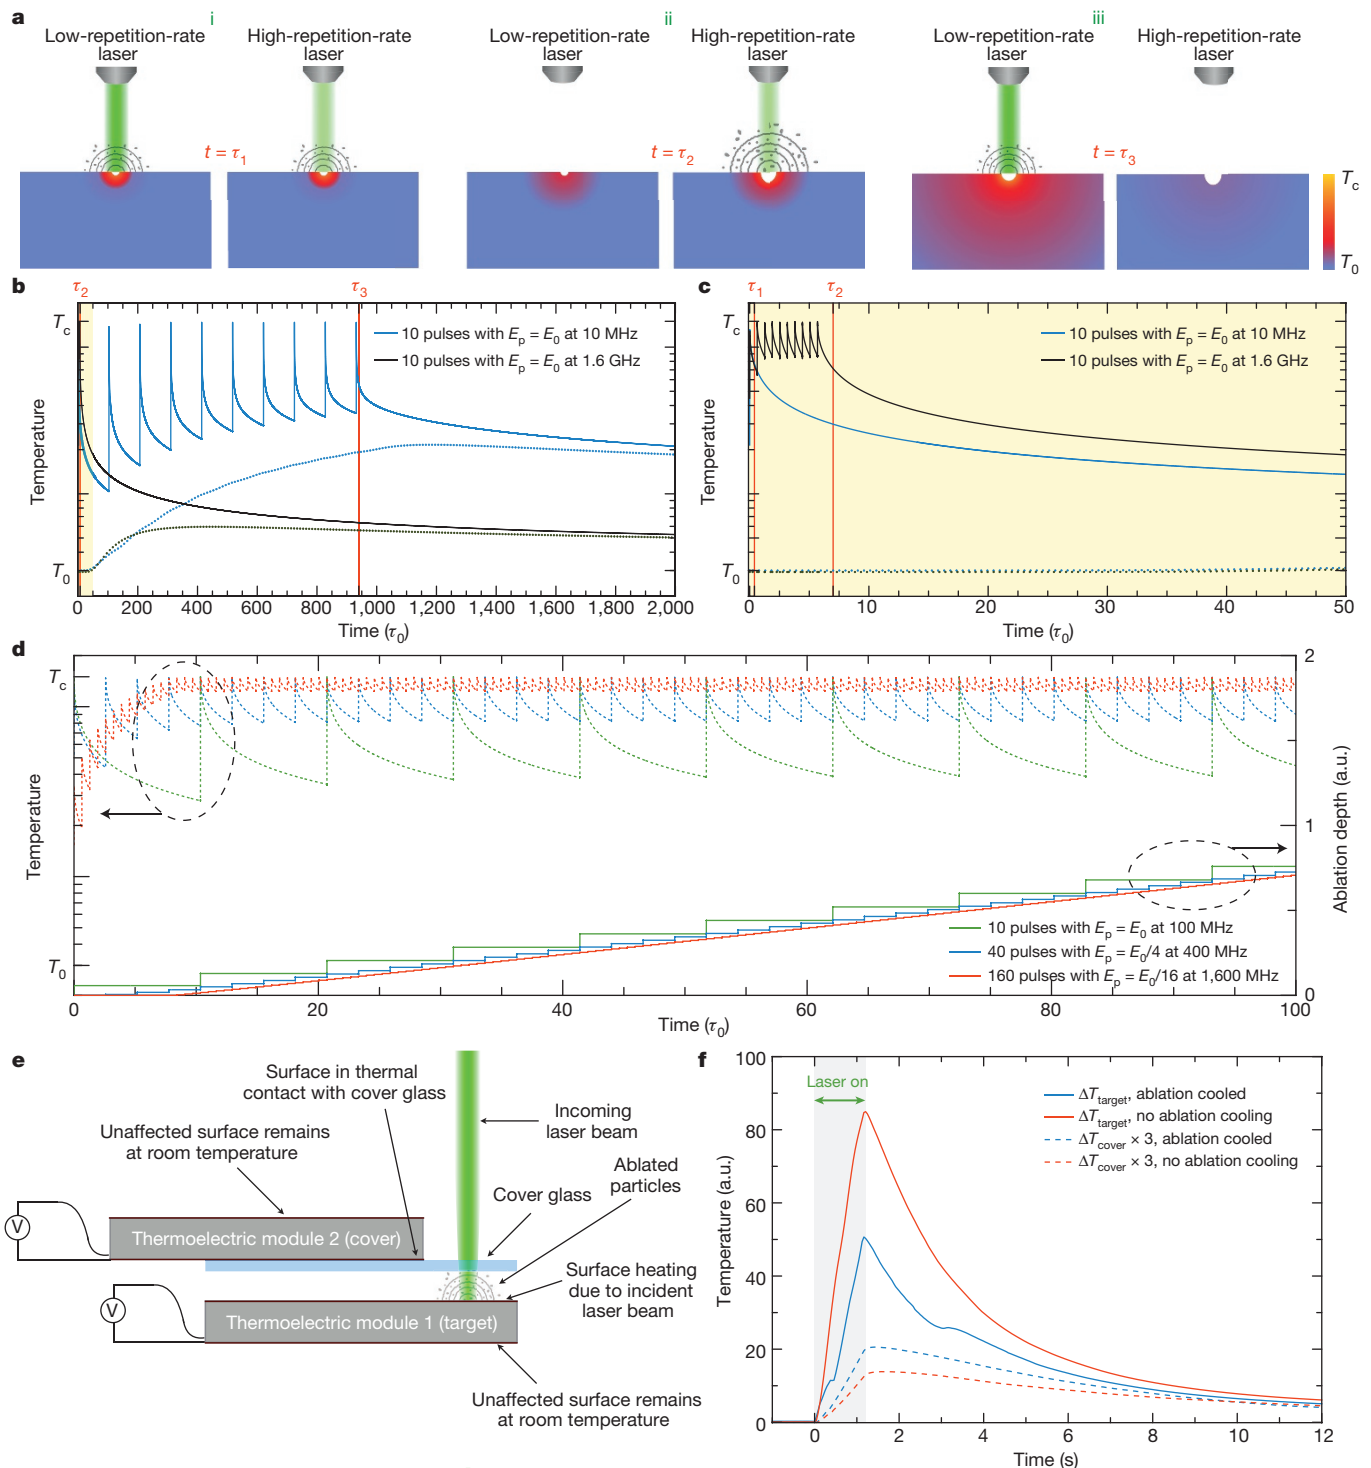 a
i
ii
iii
Low-repetition-rate laser
High-repetition-rate laser
Low-repetition-rate laser
High-repetition-rate laser
Low-repetition-rate laser
High-repetition-rate laser
t = τ1
t = τ2
t = τ3
Tc
T0
b
τ2
τ3
Tc
T0
Temperature
10 pulses with Ep = E0 at 10 MHz
10 pulses with Ep = E0 at 1.6 GHz
0 200 400 600 800 1,000 1,200 1,400 1,600 1,800 2,000
Time (τ0)
c
τ1
τ2
Tc
T0
Temperature
10 pulses with Ep = E0 at 10 MHz
10 pulses with Ep = E0 at 1.6 GHz
0 10 20 30 40 50
Time (τ0)
d
Tc
T0
Temperature
2
1
0
Ablation depth (a.u.)
10 pulses with Ep = E0 at 100 MHz
40 pulses with Ep = E0/4 at 400 MHz
160 pulses with Ep = E0/16 at 1,600 MHz
0 20 40 60 80 100
Time (τ0)
e
Surface in thermal
contact with cover glass
Unaffected surface remains
at room temperature
Incoming
laser beam
Ablated
particles
Cover glass
V
Thermoelectric module 2 (cover)
Surface heating
due to incident
laser beam
V
Thermoelectric module 1 (target)
Unaffected surface remains
at room temperature
f
100
80
60
40
20
0
Temperature (a.u.)
Laser on
ΔTtarget, ablation cooled
ΔTtarget, no ablation cooling
ΔTcover × 3, ablation cooled
ΔTcover × 3, no ablation cooling
0 2 4 6 8 10 12
Time (s)